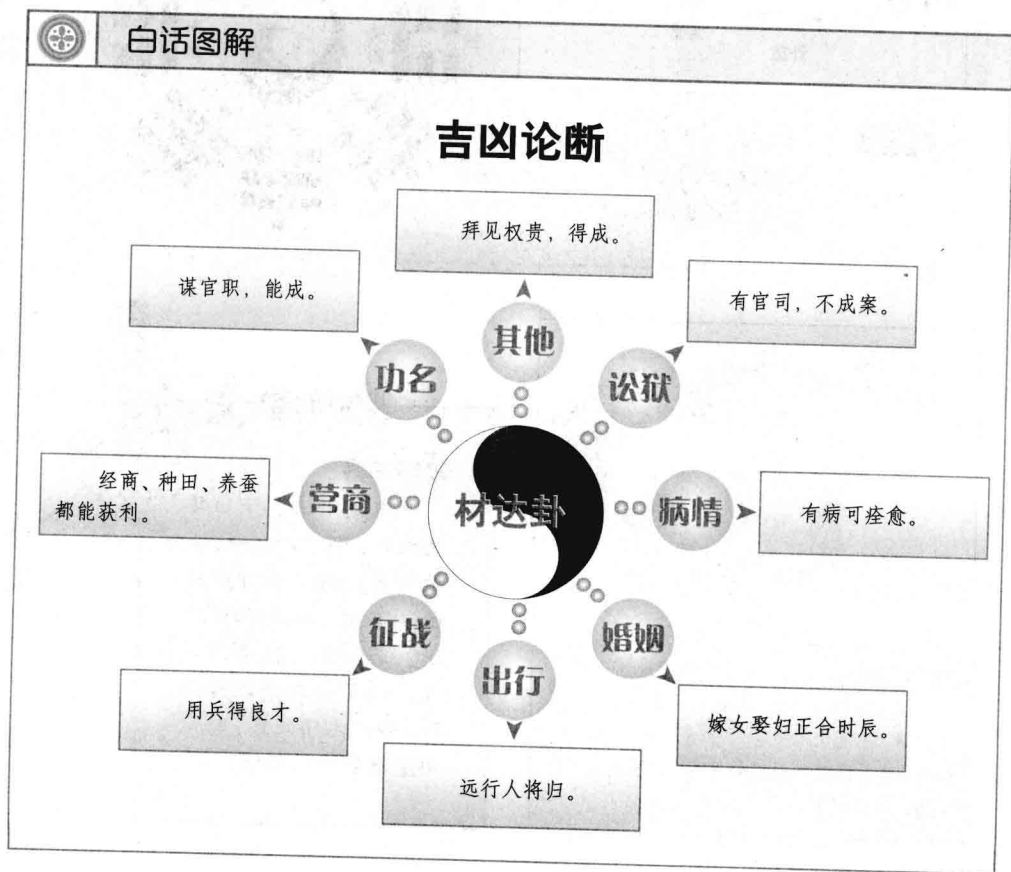 白话图解
吉凶论断
拜见权贵，得成。
谋官职，能成。
有官司，不成案。
其他
功名
讼狱
经商、种田、养蚕
都能获利。
营商
材达卦
病情
有病可痊愈。
征战
婚姻
出行
用兵得良才。
嫁女娶妇正合时辰。
远行人将归。